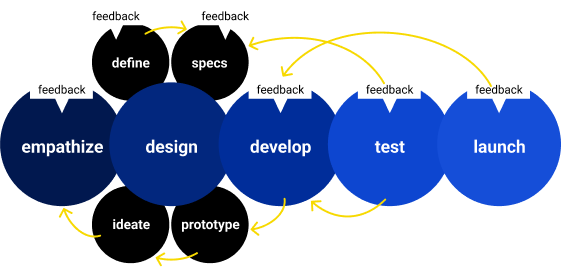 feedback
feedback
define
specs
feedback
feedback
feedback
feedback
empathize
design
develop
test
launch
ideate
prototype